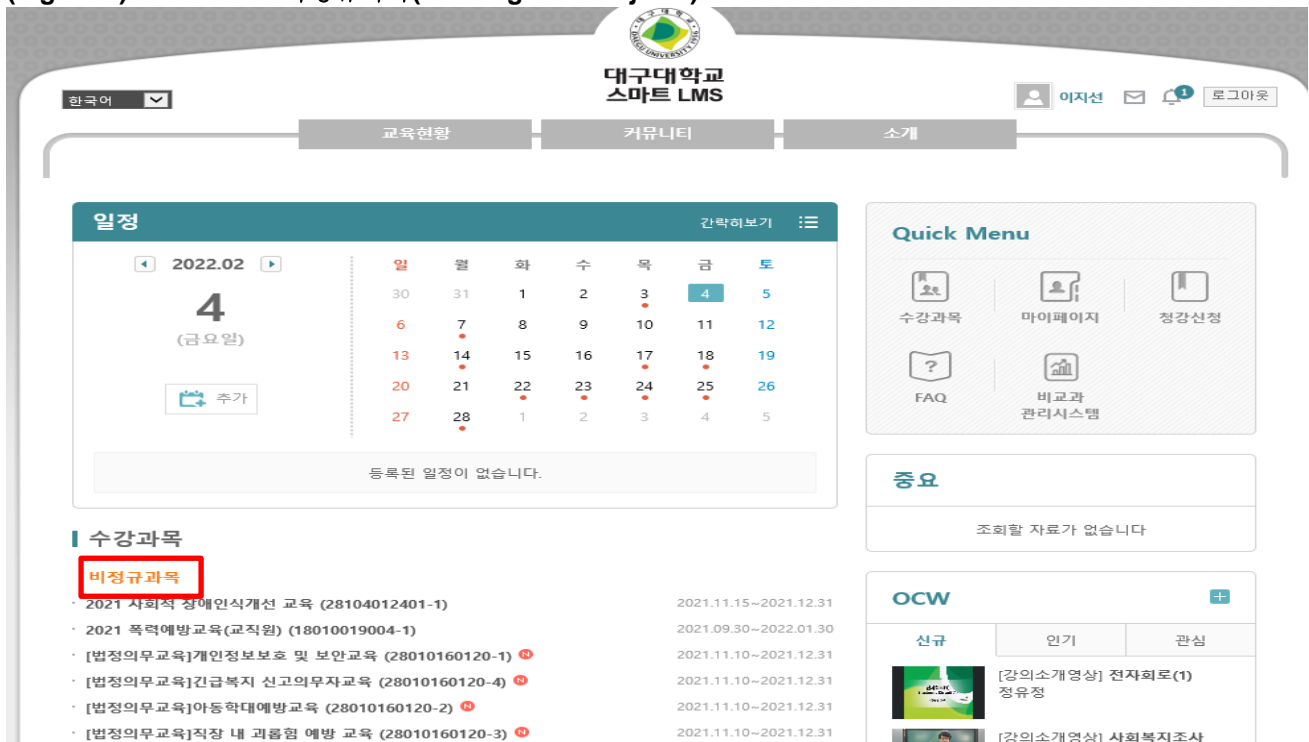 대구대학교
스마트 LMS
한국어
이지선 1 로그아웃
교육현황 커뮤니티 소개
일정 간략히보기
2022.02
4
(금요일)
추가
일 월 화 수 목 금 토
30 31 1 2 3 4 5
6 7 8 9 10 11 12
13 14 15 16 17 18 19
20 21 22 23 24 25 26
27 28 1 2 3 4 5
등록된 일정이 없습니다.
Quick Menu
수강과목 마이페이지 청강신청
FAQ 비교과
관리시스템
중요
조회할 자료가 없습니다
수강과목
비정규과목
· 2021 사회적 장애인식개선 교육 (28104012401-1) 2021.11.15~2021.12.31
· 2021 폭력예방교육(교직원) (18010019004-1) 2021.09.30~2022.01.30
· [법정의무교육]개인정보보호 및 보안교육 (28010160120-1) N 2021.11.10~2021.12.31
· [법정의무교육]긴급복지 신고의무자교육 (28010160120-4) N 2021.11.10~2021.12.31
· [법정의무교육]아동학대예방교육 (28010160120-2) N 2021.11.10~2021.12.31
· [법정의무교육]직장 내 괴롭힘 예방 교육 (28010160120-3) N 2021.11.10~2021.12.31
OCW
신규 인기 관심
[강의소개영상] 전자회로(1)
정유정
[강의소개영상] 사회복지조사